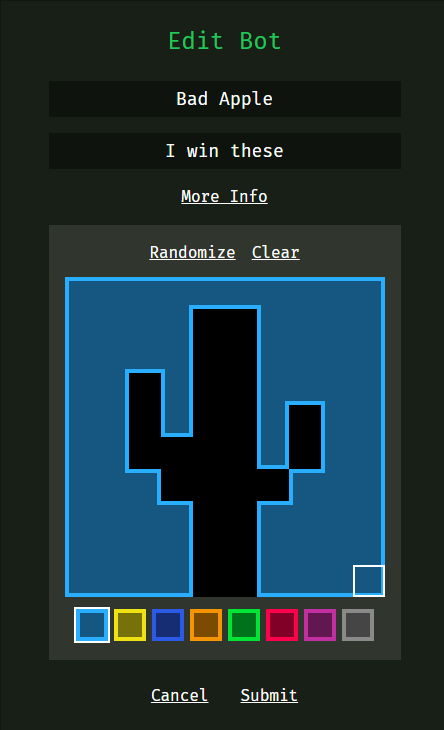 Edit Bot
Bad Apple
I win these
More Info
Randomize Clear
Cancel Submit